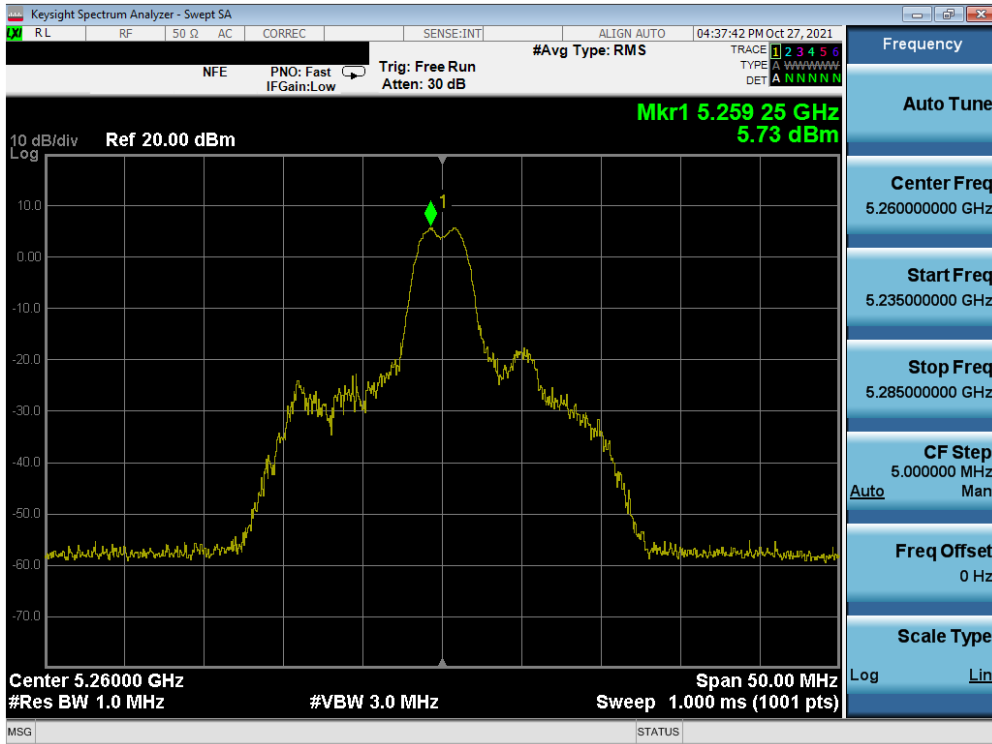 Keysight Spectrum Analyzer - Swept SA
LXI RL RF 50 Ω AC CORREC SENSE:INT ALIGN AUTO 04:37:42 PM Oct 27, 2021
#Avg Type: RMS TRACE 1 2 3 4 5 6
TYPE A WWWWW
DET A N N N N N
NFE PNO: Fast Trig: Free Run
IFGain:Low Atten: 30 dB
Mkr1 5.259 25 GHz
5.73 dBm
10 dB/div Ref 20.00 dBm
Log
1
10.0
0.00
-10.0
-20.0
-30.0
-40.0
-50.0
-60.0
-70.0
Center 5.26000 GHz Span 50.00 MHz
#Res BW 1.0 MHz #VBW 3.0 MHz Sweep 1.000 ms (1001 pts)
MSG STATUS
Frequency
Auto Tune
Center Freq
5.260000000 GHz
Start Freq
5.235000000 GHz
Stop Freq
5.285000000 GHz
CF Step
5.000000 MHz
Auto Man
Freq Offset
0 Hz
Scale Type
Log Lin